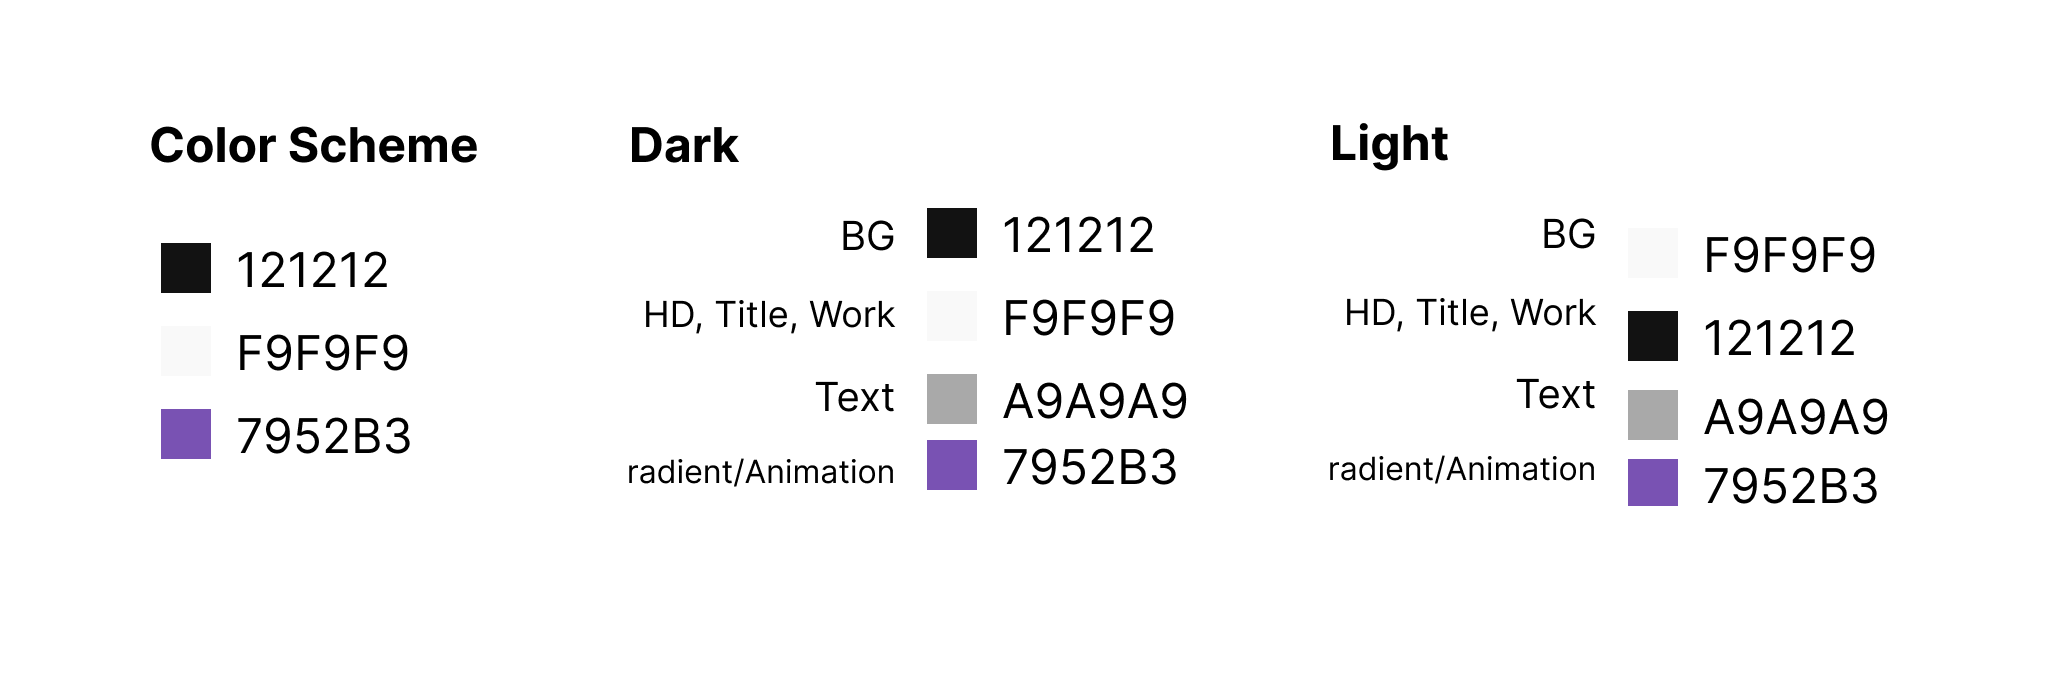 Color Scheme
121212
F9F9F9
7952B3
Dark
BG 121212
HD, Title, Work F9F9F9
Text A9A9A9
radient/Animation 7952B3
Light
BG F9F9F9
HD, Title, Work 121212
Text A9A9A9
radient/Animation 7952B3